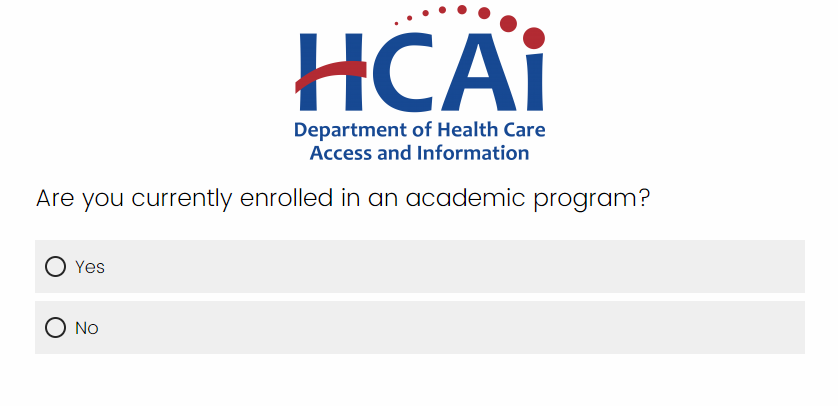 HCAi
Department of Health Care
Access and Information
Are you currently enrolled in an academic program?
Yes
No